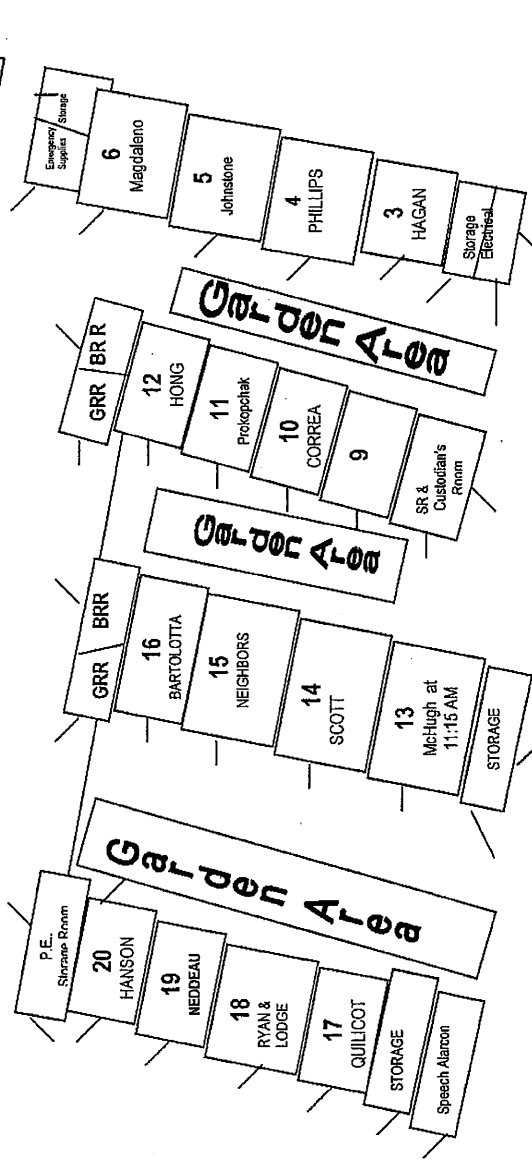 Emergency
Supplies
Storage
6
Magdaleno
5
Johnstone
4
PHILLIPS
3
HAGAN
Storage
Electrical
Garden Area
GRR
BR R
12
HONG
11
Prokopchak
10
CORREA
9
SR &
Custodian's
Room
Garden Area
GRR
BRR
16
BARTOLOTTA
15
NEIGHBORS
14
SCOTT
13
McHugh at
11:15 AM
STORAGE
Garden Area
P.E.
Storage Room
20
HANSON
19
NEDDEAU
18
RYAN &
LODGE
17
QUILICOT
STORAGE
Speech Alarcon